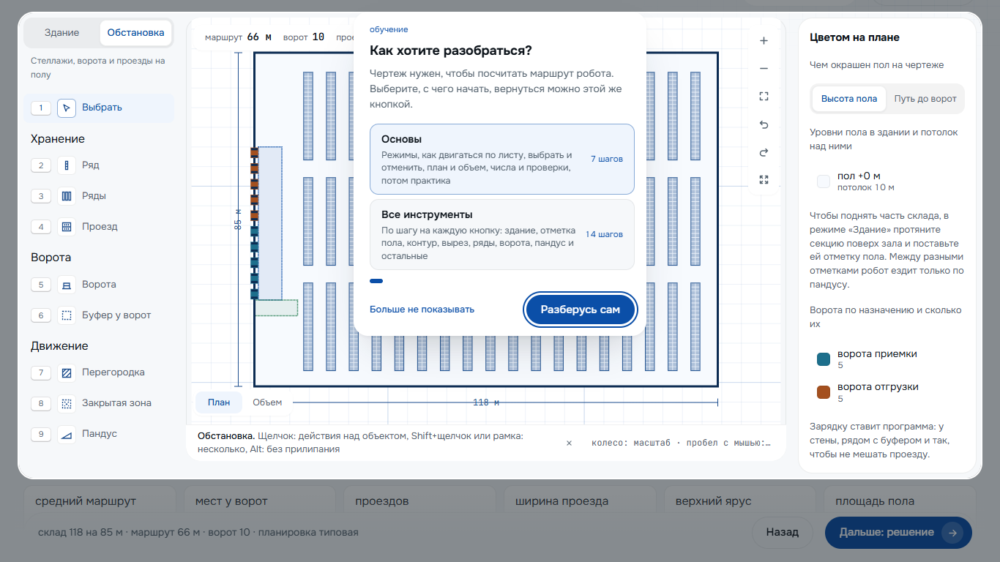 Здание
Обстановка
Стеллажи, ворота и проезды на
полу
1 Выбрать
Хранение
2 Ряд
3 Ряды
4 Проезд
Ворота
5 Ворота
6 Буфер у ворот
Движение
7 Перегородка
8 Закрытая зона
9 Пандус
маршрут 66 м ворот 10
85 м
118 м
План
Объем
Обстановка. Щелчок: действия над объектом, Shift+щелчок или рамка:
несколько, Alt: без прилипания
×
колесо: масштаб · пробел с мышью:…
обучение
Как хотите разобраться?
Чертеж нужен, чтобы посчитать маршрут робота.
Выберите, с чего начать, вернуться можно этой же
кнопкой.
Основы
Режимы, как двигаться по листу, выбрать и
отменить, план и объем, числа и проверки,
потом практика
7 шагов
Все инструменты
По шагу на каждую кнопку: здание, отметка
пола, контур, вырез, ряды, ворота, пандус и
остальные
14 шагов
Больше не показывать
Разберусь сам
Цветом на плане
Чем окрашен пол на чертеже
Высота пола
Путь до ворот
Уровни пола в здании и потолок
над ними
пол +0 м
потолок 10 м
Чтобы поднять часть склада, в
режиме «Здание» протяните
секцию поверх зала и поставьте
ей отметку пола. Между разными
отметками робот ездит только по
пандусу.
Ворота по назначению и сколько
их
ворота приемки
5
ворота отгрузки
5
Зарядку ставит программа: у
стены, рядом с буфером и так,
чтобы не мешать проезду.
средний маршрут
мест у ворот
проездов
ширина проезда
верхний ярус
площадь пола
склад 118 на 85 м · маршрут 66 м · ворот 10 · планировка типовая
Назад
Дальше: решение